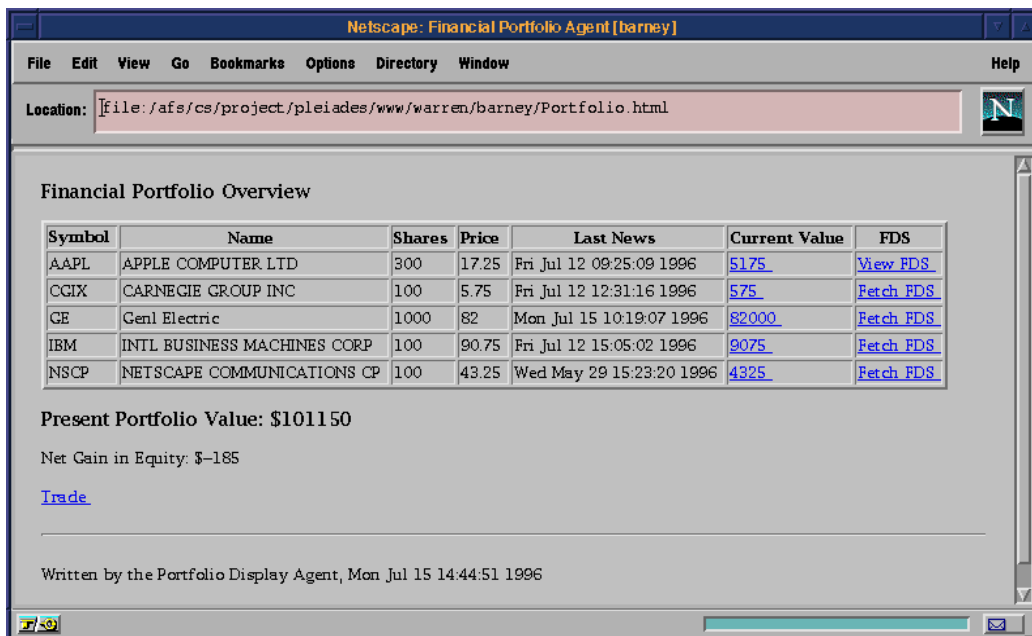 Netscape: Financial Portfolio Agent [barney]
File Edit View Go Bookmarks Options Directory Window Help
Location: file:/afs/cs/project/pleiades/www/warren/barney/Portfolio.html
N
Financial Portfolio Overview
Symbol Name Shares Price Last News Current Value FDS
AAPL APPLE COMPUTER LTD 300 17.25 Fri Jul 12 09:25:09 1996 5175 View FDS
CGIX CARNEGIE GROUP INC 100 5.75 Fri Jul 12 12:31:16 1996 575 Fetch FDS
GE Genl Electric 1000 82 Mon Jul 15 10:19:07 1996 82000 Fetch FDS
IBM INTL BUSINESS MACHINES CORP 100 90.75 Fri Jul 12 15:05:02 1996 9075 Fetch FDS
NSCP NETSCAPE COMMUNICATIONS CP 100 43.25 Wed May 29 15:23:20 1996 4325 Fetch FDS
Present Portfolio Value: $101150
Net Gain in Equity: $-185
Trade
Written by the Portfolio Display Agent, Mon Jul 15 14:44:51 1996